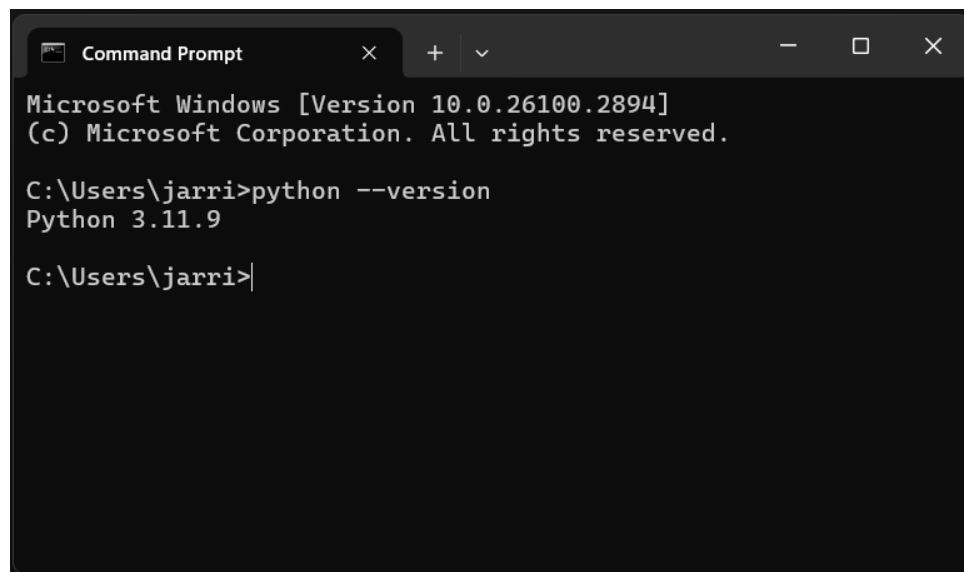 Command Prompt
Microsoft Windows [Version 10.0.26100.2894]
(c) Microsoft Corporation. All rights reserved.
C:\Users\jarri>python --version
Python 3.11.9
C:\Users\jarri>